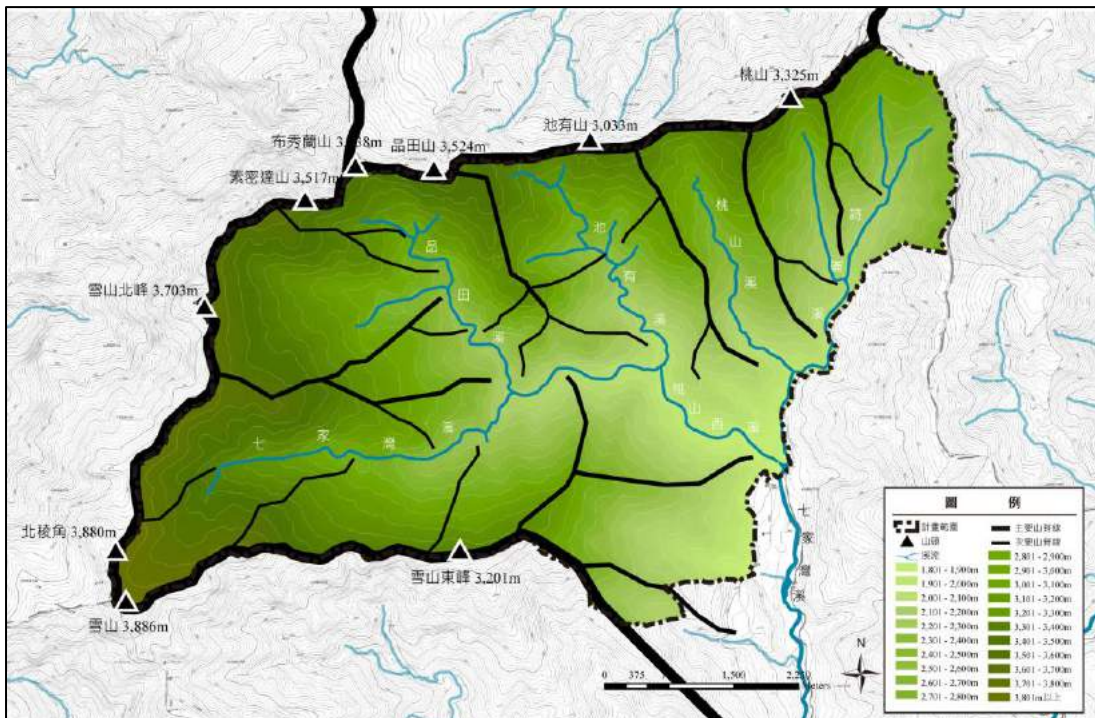 桃山 3,325m
池有山 3,033m
品田山 3,524m
素密達山 3,517m
雪山北峰 3,703m
北稜角 3,880m
雪山 3,886m
雪山東峰 3,201m
品田溪
池有溪
桃山溪
桃山西溪
七家灣溪
七家灣溪
N
0 375 750 1,500 2,250
Meters
圖例
計畫範圍
山頭
溪流
主要山脊線
次要山脊線
1,801 - 1,900m
1,901 - 2,000m
2,001 - 2,100m
2,101 - 2,200m
2,201 - 2,300m
2,301 - 2,400m
2,401 - 2,500m
2,501 - 2,600m
2,601 - 2,700m
2,701 - 2,800m
2,801 - 2,900m
2,901 - 3,000m
3,001 - 3,100m
3,101 - 3,200m
3,201 - 3,300m
3,301 - 3,400m
3,401 - 3,500m
3,501 - 3,600m
3,601 - 3,700m
3,701 - 3,800m
3,801m以上